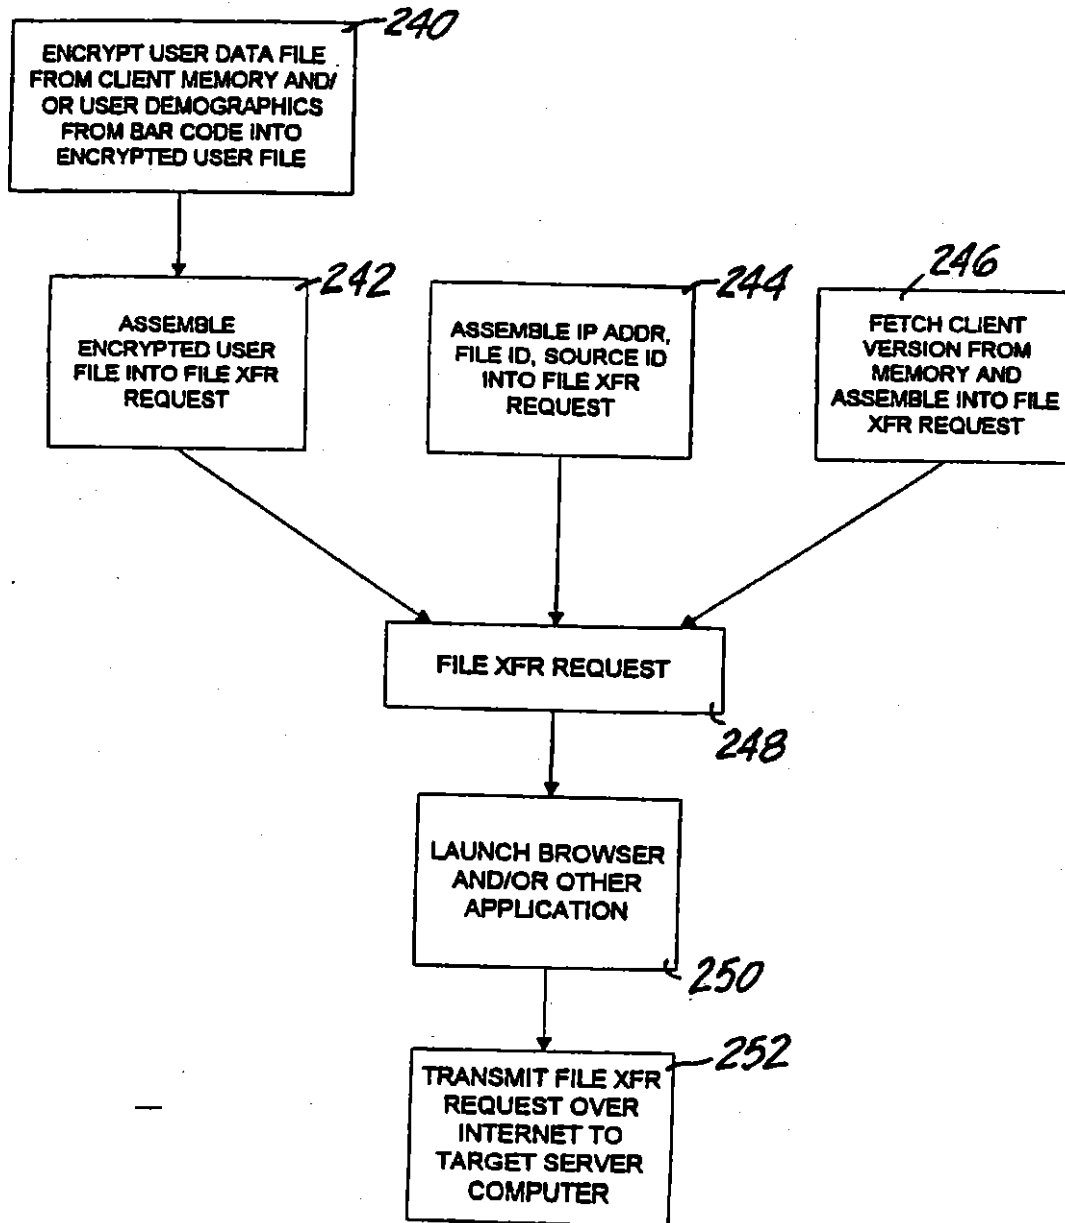 240
ENCRYPT USER DATA FILE
FROM CLIENT MEMORY AND/
OR USER DEMOGRAPHICS
FROM BAR CODE INTO
ENCRYPTED USER FILE
242
ASSEMBLE
ENCRYPTED USER
FILE INTO FILE XFR
REQUEST
244
ASSEMBLE IP ADDR,
FILE ID, SOURCE ID
INTO FILE XFR
REQUEST
246
FETCH CLIENT
VERSION FROM
MEMORY AND
ASSEMBLE INTO FILE
XFR REQUEST
FILE XFR REQUEST
248
LAUNCH BROWSER
AND/OR OTHER
APPLICATION
250
252
TRANSMIT FILE XFR
REQUEST OVER
INTERNET TO
TARGET SERVER
COMPUTER